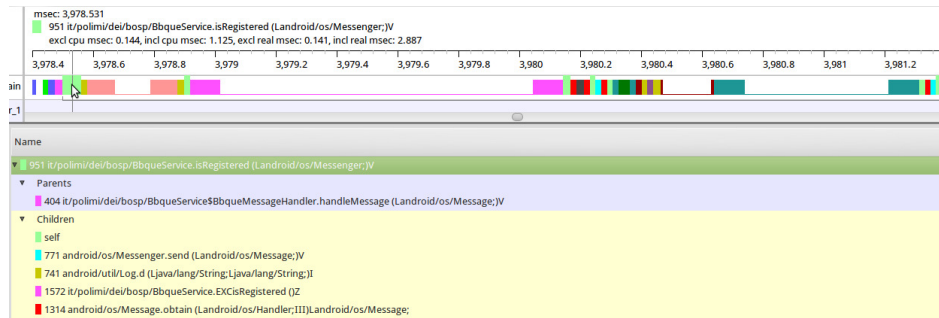 msec: 3,978.531
951 it/polimi/dei/bosp/BbqueService.isRegistered (Landroid/os/Messenger;)V
excl cpu msec: 0.144, incl cpu msec: 1.125, excl real msec: 0.141, incl real msec: 2.887
3,978.4 3,978.6 3,978.8 3,979 3,979.2 3,979.4 3,979.6 3,979.8 3,980 3,980.2 3,980.4 3,980.6 3,980.8 3,981 3,981.2
ain
r_1
Name
951 it/polimi/dei/bosp/BbqueService.isRegistered (Landroid/os/Messenger;)V
Parents
404 it/polimi/dei/bosp/BbqueService$BbqueMessageHandler.handleMessage (Landroid/os/Message;)V
Children
self
771 android/os/Messenger.send (Landroid/os/Message;)V
741 android/util/Log.d (Ljava/lang/String;Ljava/lang/String;)I
1572 it/polimi/dei/bosp/BbqueService.EXCisRegistered ()Z
1314 android/os/Message.obtain (Landroid/os/Handler;III)Landroid/os/Message;